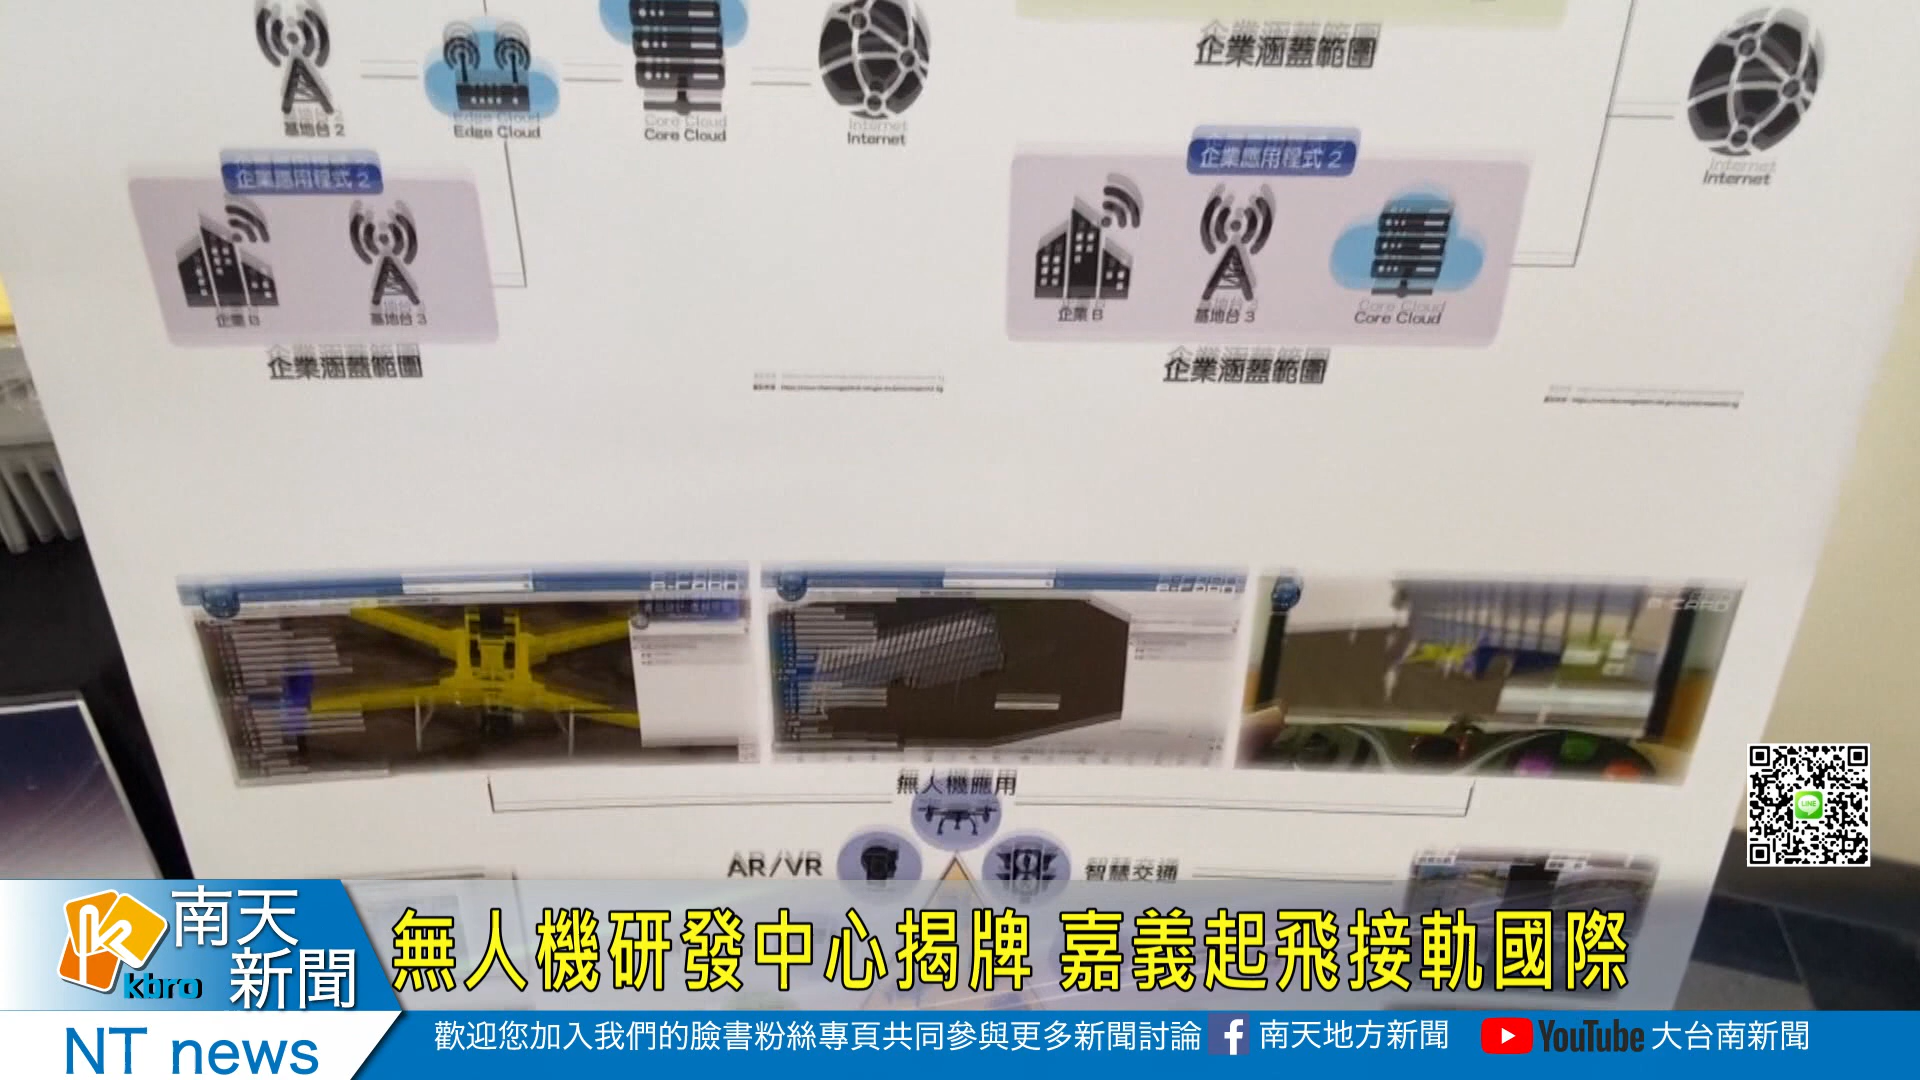 企業涵蓋範圍
基地台 2
Edge Cloud
Core Cloud
Internet
企業應用程式 2
企業應用程式 2
Internet
企業 B
基地台 3
企業 B
基地台 3
Core Cloud
企業涵蓋範圍
企業涵蓋範圍
e-CARD
無人機應用
AR/VR
智慧交通
LINE
南天
新聞
kbro
無人機研發中心揭牌 嘉義起飛接軌國際
NT news
歡迎您加入我們的臉書粉絲專頁共同參與更多新聞討論 南天地方新聞 YouTube 大台南新聞